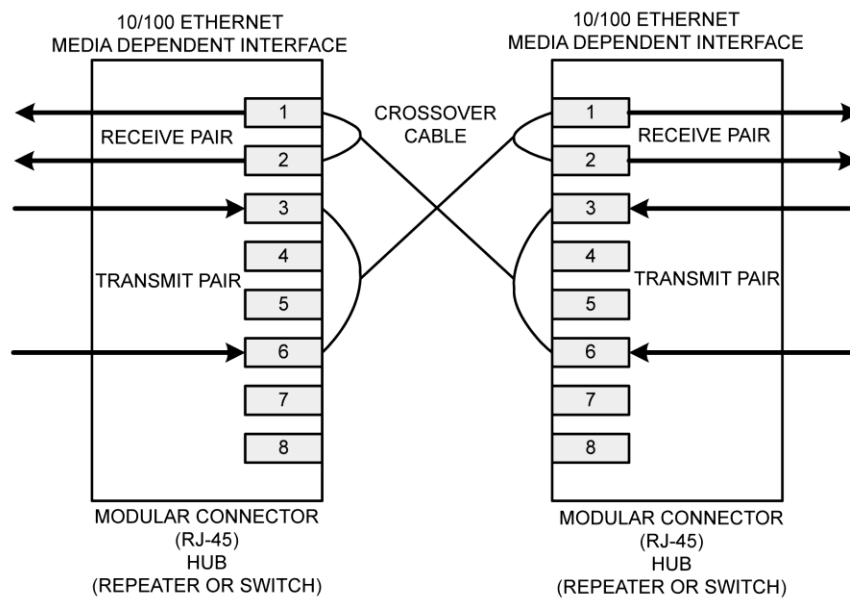 10/100 ETHERNET
MEDIA DEPENDENT INTERFACE
1
RECEIVE PAIR
2
3
4
TRANSMIT PAIR
5
6
7
8
MODULAR CONNECTOR
(RJ-45)
HUB
(REPEATER OR SWITCH)
CROSSOVER
CABLE
10/100 ETHERNET
MEDIA DEPENDENT INTERFACE
1
RECEIVE PAIR
2
3
4
TRANSMIT PAIR
5
6
7
8
MODULAR CONNECTOR
(RJ-45)
HUB
(REPEATER OR SWITCH)